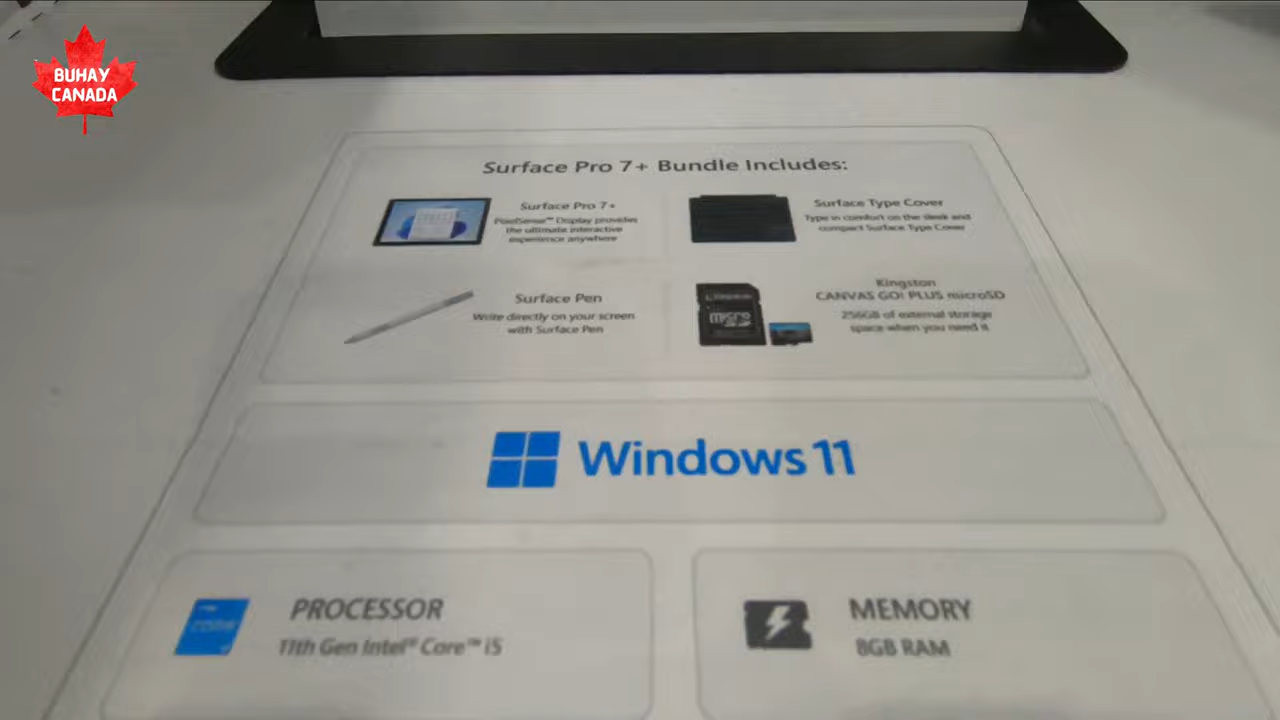 BUHAY
CANADA
Surface Pro 7+ Bundle Includes:
Surface Pro 7+
PixelSense™ Display provides
the ultimate interactive
experience anywhere
Surface Type Cover
Type in comfort on the sleek and
compact Surface Type Cover
Surface Pen
Write directly on your screen
with Surface Pen
Kingston
CANVAS GO! PLUS microSD
256GB of external storage
space when you need it
micro
Windows 11
PROCESSOR
11th Gen Intel® Core™ i5
CORE
MEMORY
8GB RAM